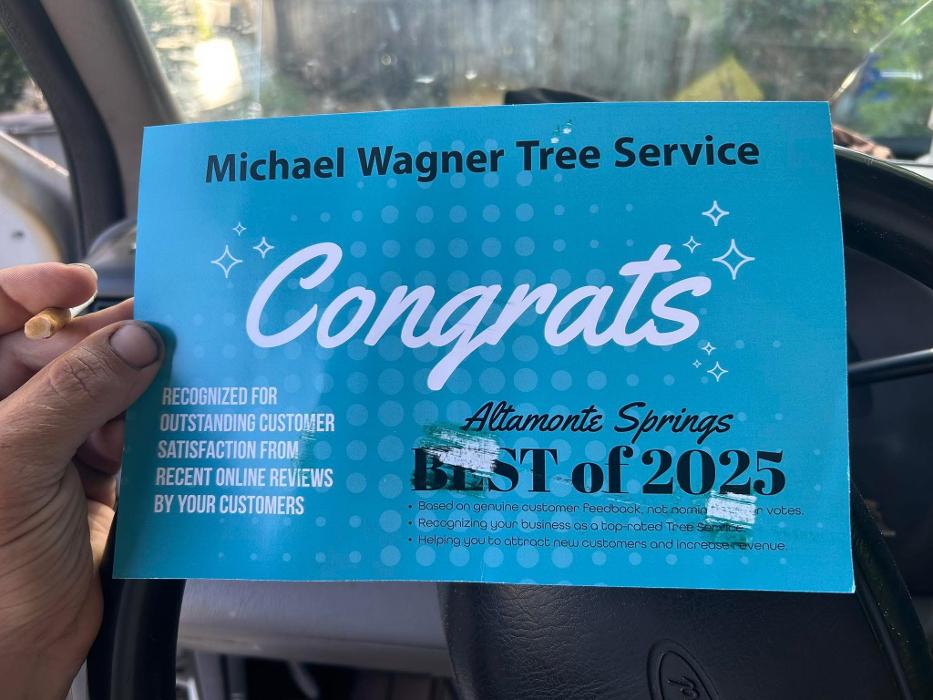 Michael Wagner Tree Service
Congrats
RECOGNIZED FOR
OUTSTANDING CUSTOMER
SATISFACTION FROM
RECENT ONLINE REVIEWS
BY YOUR CUSTOMERS
Altamonte Springs
BEST of 2025
• Based on genuine customer feedback, not votes.
• Recognizing your business as a top-rated Tree Service.
• Helping you to attract new customers and increase revenue.